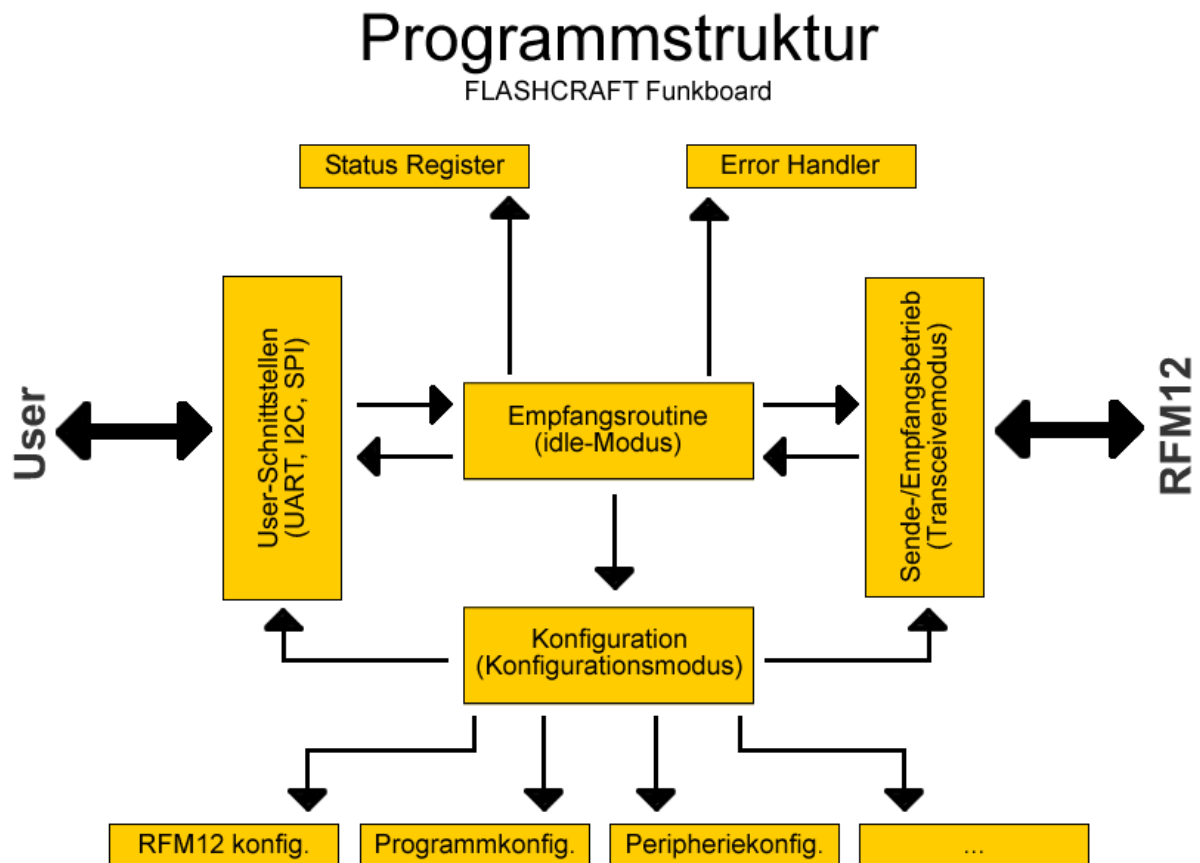 Programmstruktur
FLASHCRAFT Funkboard
Status Register
Error Handler
User
User-Schnittstellen
(UART, I2C, SPI)
Empfangsroutine
(idle-Modus)
Sende-/Empfangsbetrieb
(Transceivemodus)
RFM12
Konfiguration
(Konfigurationsmodus)
RFM12 konfig.
Programmkonfig.
Peripheriekonfig.
...